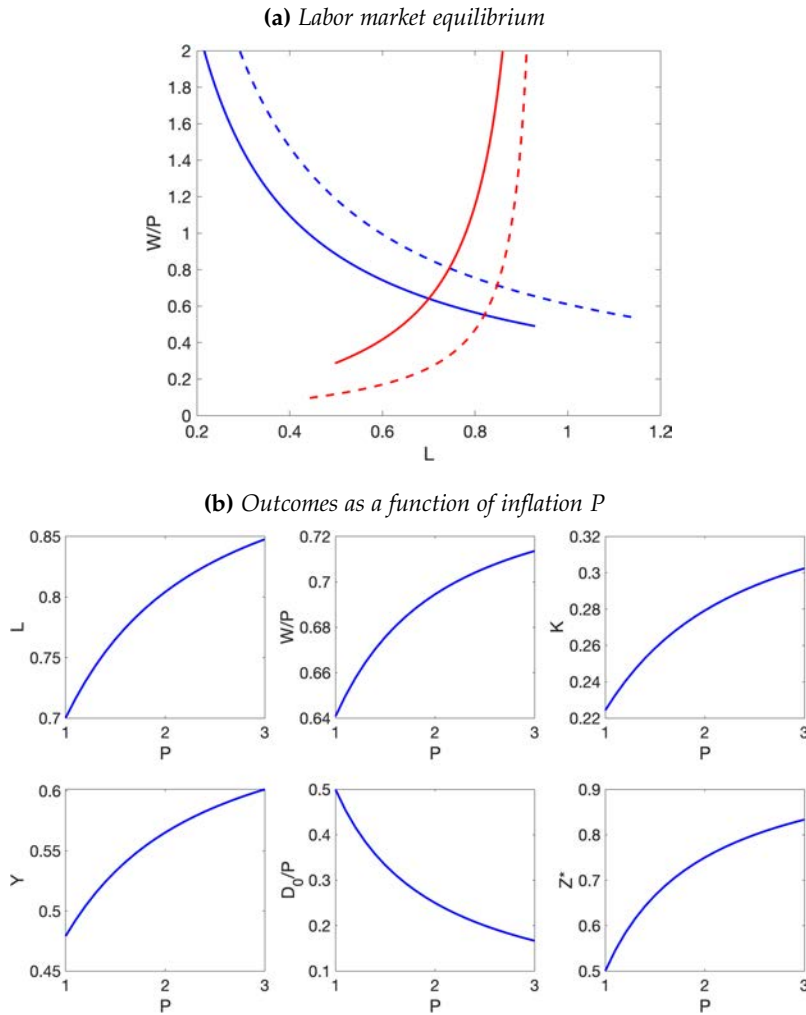 (a) Labor market equilibrium
2
1.8
1.6
1.4
1.2
1
0.8
0.6
0.4
0.2
0
W/P
0.2 0.4 0.6 0.8 1 1.2
L
(b) Outcomes as a function of inflation P
0.85
0.8
0.75
0.7
L
1 2 3
P
0.72
0.7
0.68
0.66
0.64
W/P
1 2 3
P
0.32
0.3
0.28
0.26
0.24
0.22
K
1 2 3
P
0.6
0.55
0.5
0.45
Y
1 2 3
P
0.5
0.4
0.3
0.2
0.1
D₀/P
1 2 3
P
0.9
0.8
0.7
0.6
0.5
Z*
1 2 3
P